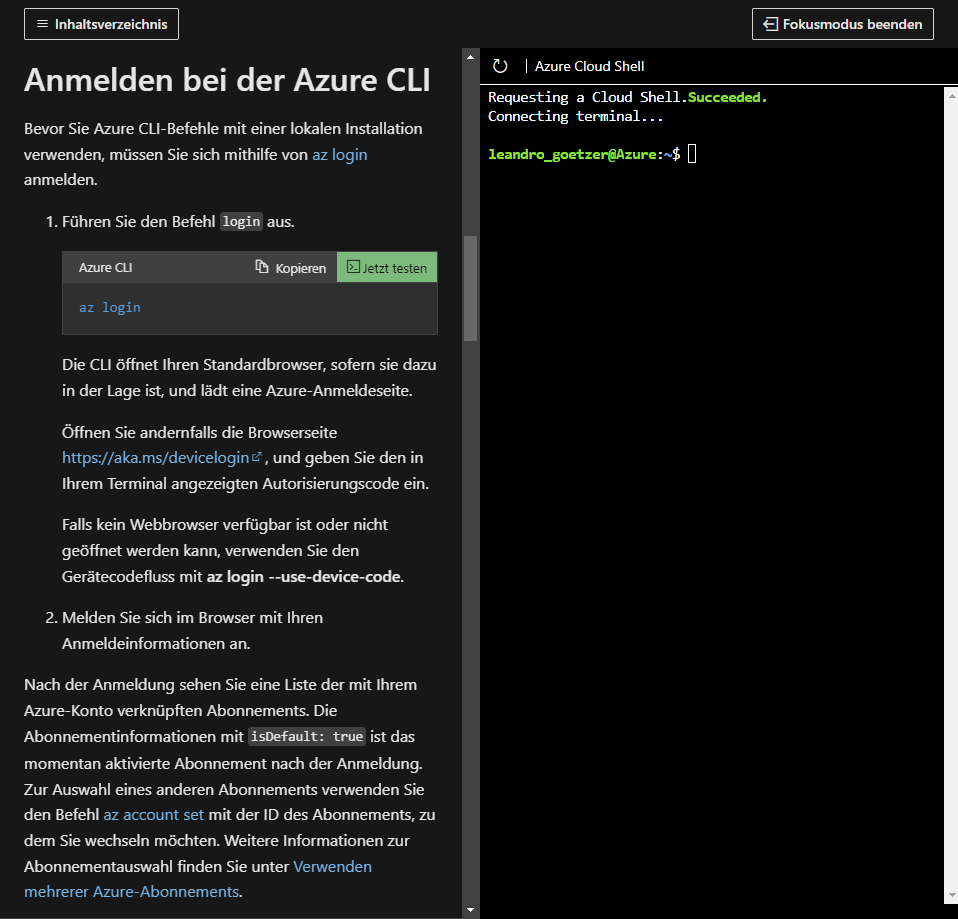 Inhaltsverzeichnis
Fokusmodus beenden
Anmelden bei der Azure CLI
Bevor Sie Azure CLI-Befehle mit einer lokalen Installation
verwenden, müssen Sie sich mithilfe von az login
anmelden.
1. Führen Sie den Befehl login aus.
Azure CLI
Kopieren
Jetzt testen
az login
Die CLI öffnet Ihren Standardbrowser, sofern sie dazu
in der Lage ist, und lädt eine Azure-Anmeldeseite.
Öffnen Sie andernfalls die Browserseite
https://aka.ms/devicelogin , und geben Sie den in
Ihrem Terminal angezeigten Autorisierungscode ein.
Falls kein Webbrowser verfügbar ist oder nicht
geöffnet werden kann, verwenden Sie den
Gerätecodefluss mit az login --use-device-code.
2. Melden Sie sich im Browser mit Ihren
Anmeldeinformationen an.
Nach der Anmeldung sehen Sie eine Liste der mit Ihrem
Azure-Konto verknüpften Abonnements. Die
Abonnementinformationen mit isDefault: true ist das
momentan aktivierte Abonnement nach der Anmeldung.
Zur Auswahl eines anderen Abonnements verwenden Sie
den Befehl az account set mit der ID des Abonnements, zu
dem Sie wechseln möchten. Weitere Informationen zur
Abonnementauswahl finden Sie unter Verwenden
mehrerer Azure-Abonnements.
| Azure Cloud Shell
Requesting a Cloud Shell.Succeeded.
Connecting terminal...
leandro_goetzer@Azure:~$